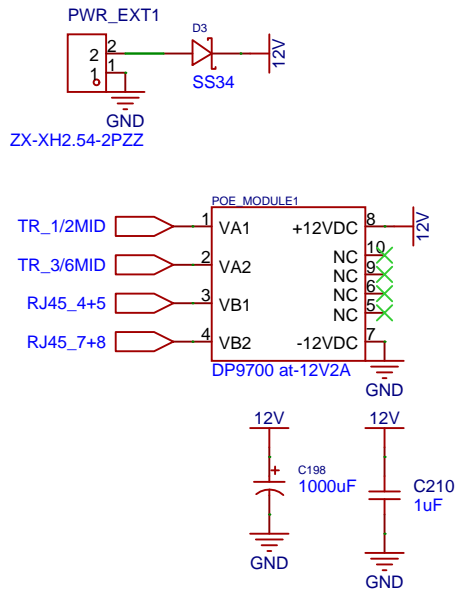 PWR_EXT1
2 2
1 1
GND
ZX-XH2.54-2PZZ
D3
SS34
12V
POE_MODULE1
TR_1/2MID 1 VA1 +12VDC 8 12V
NC 10
TR_3/6MID 2 VA2 NC 9
RJ45_4+5 3 VB1 NC 6
NC 5
RJ45_7+8 4 VB2 -12VDC 7
DP9700 at-12V2A
GND
12V 12V
+ C198
1000uF
C210
1uF
GND GND